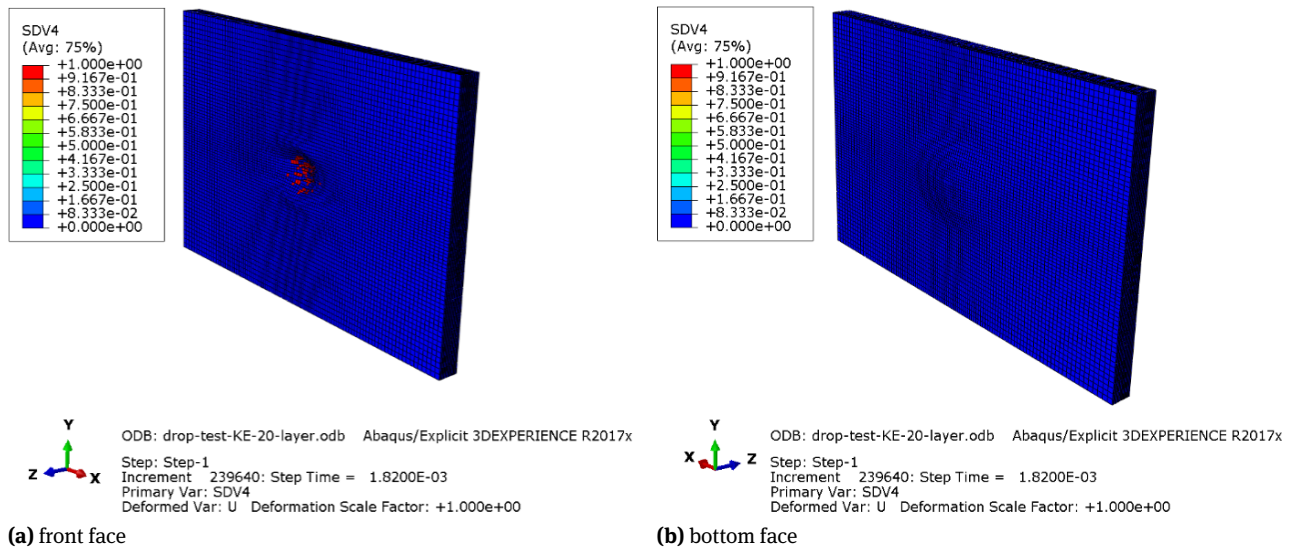 SDV4
(Avg: 75%)
+1.000e+00
+9.167e-01
+8.333e-01
+7.500e-01
+6.667e-01
+5.833e-01
+5.000e-01
+4.167e-01
+3.333e-01
+2.500e-01
+1.667e-01
+8.333e-02
+0.000e+00
Y
Z
X
ODB: drop-test-KE-20-layer.odb Abaqus/Explicit 3DEXPERIENCE R2017x
Step: Step-1
Increment 239640: Step Time = 1.8200E-03
Primary Var: SDV4
Deformed Var: U Deformation Scale Factor: +1.000e+00
(a) front face
SDV4
(Avg: 75%)
+1.000e+00
+9.167e-01
+8.333e-01
+7.500e-01
+6.667e-01
+5.833e-01
+5.000e-01
+4.167e-01
+3.333e-01
+2.500e-01
+1.667e-01
+8.333e-02
+0.000e+00
Y
X
Z
ODB: drop-test-KE-20-layer.odb Abaqus/Explicit 3DEXPERIENCE R2017x
Step: Step-1
Increment 239640: Step Time = 1.8200E-03
Primary Var: SDV4
Deformed Var: U Deformation Scale Factor: +1.000e+00
(b) bottom face